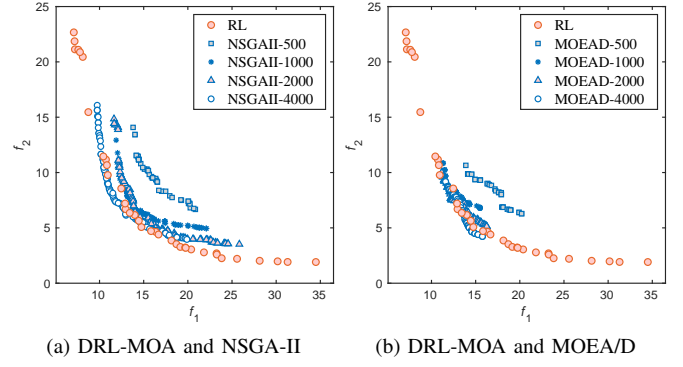 25
20
15
10
5
0
f2
10 15 20 25 30 35
f1
RL
NSGAII-500
NSGAII-1000
NSGAII-2000
NSGAII-4000
(a) DRL-MOA and NSGA-II
25
20
15
10
5
0
f2
10 15 20 25 30 35
f1
RL
MOEAD-500
MOEAD-1000
MOEAD-2000
MOEAD-4000
(b) DRL-MOA and MOEA/D